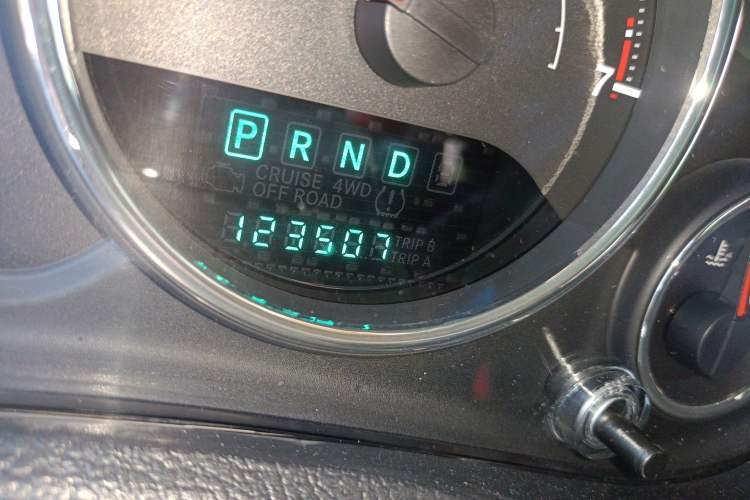 7
P R N D
CRUISE 4WD
OFF ROAD
123507
TRIP B
TRIP A